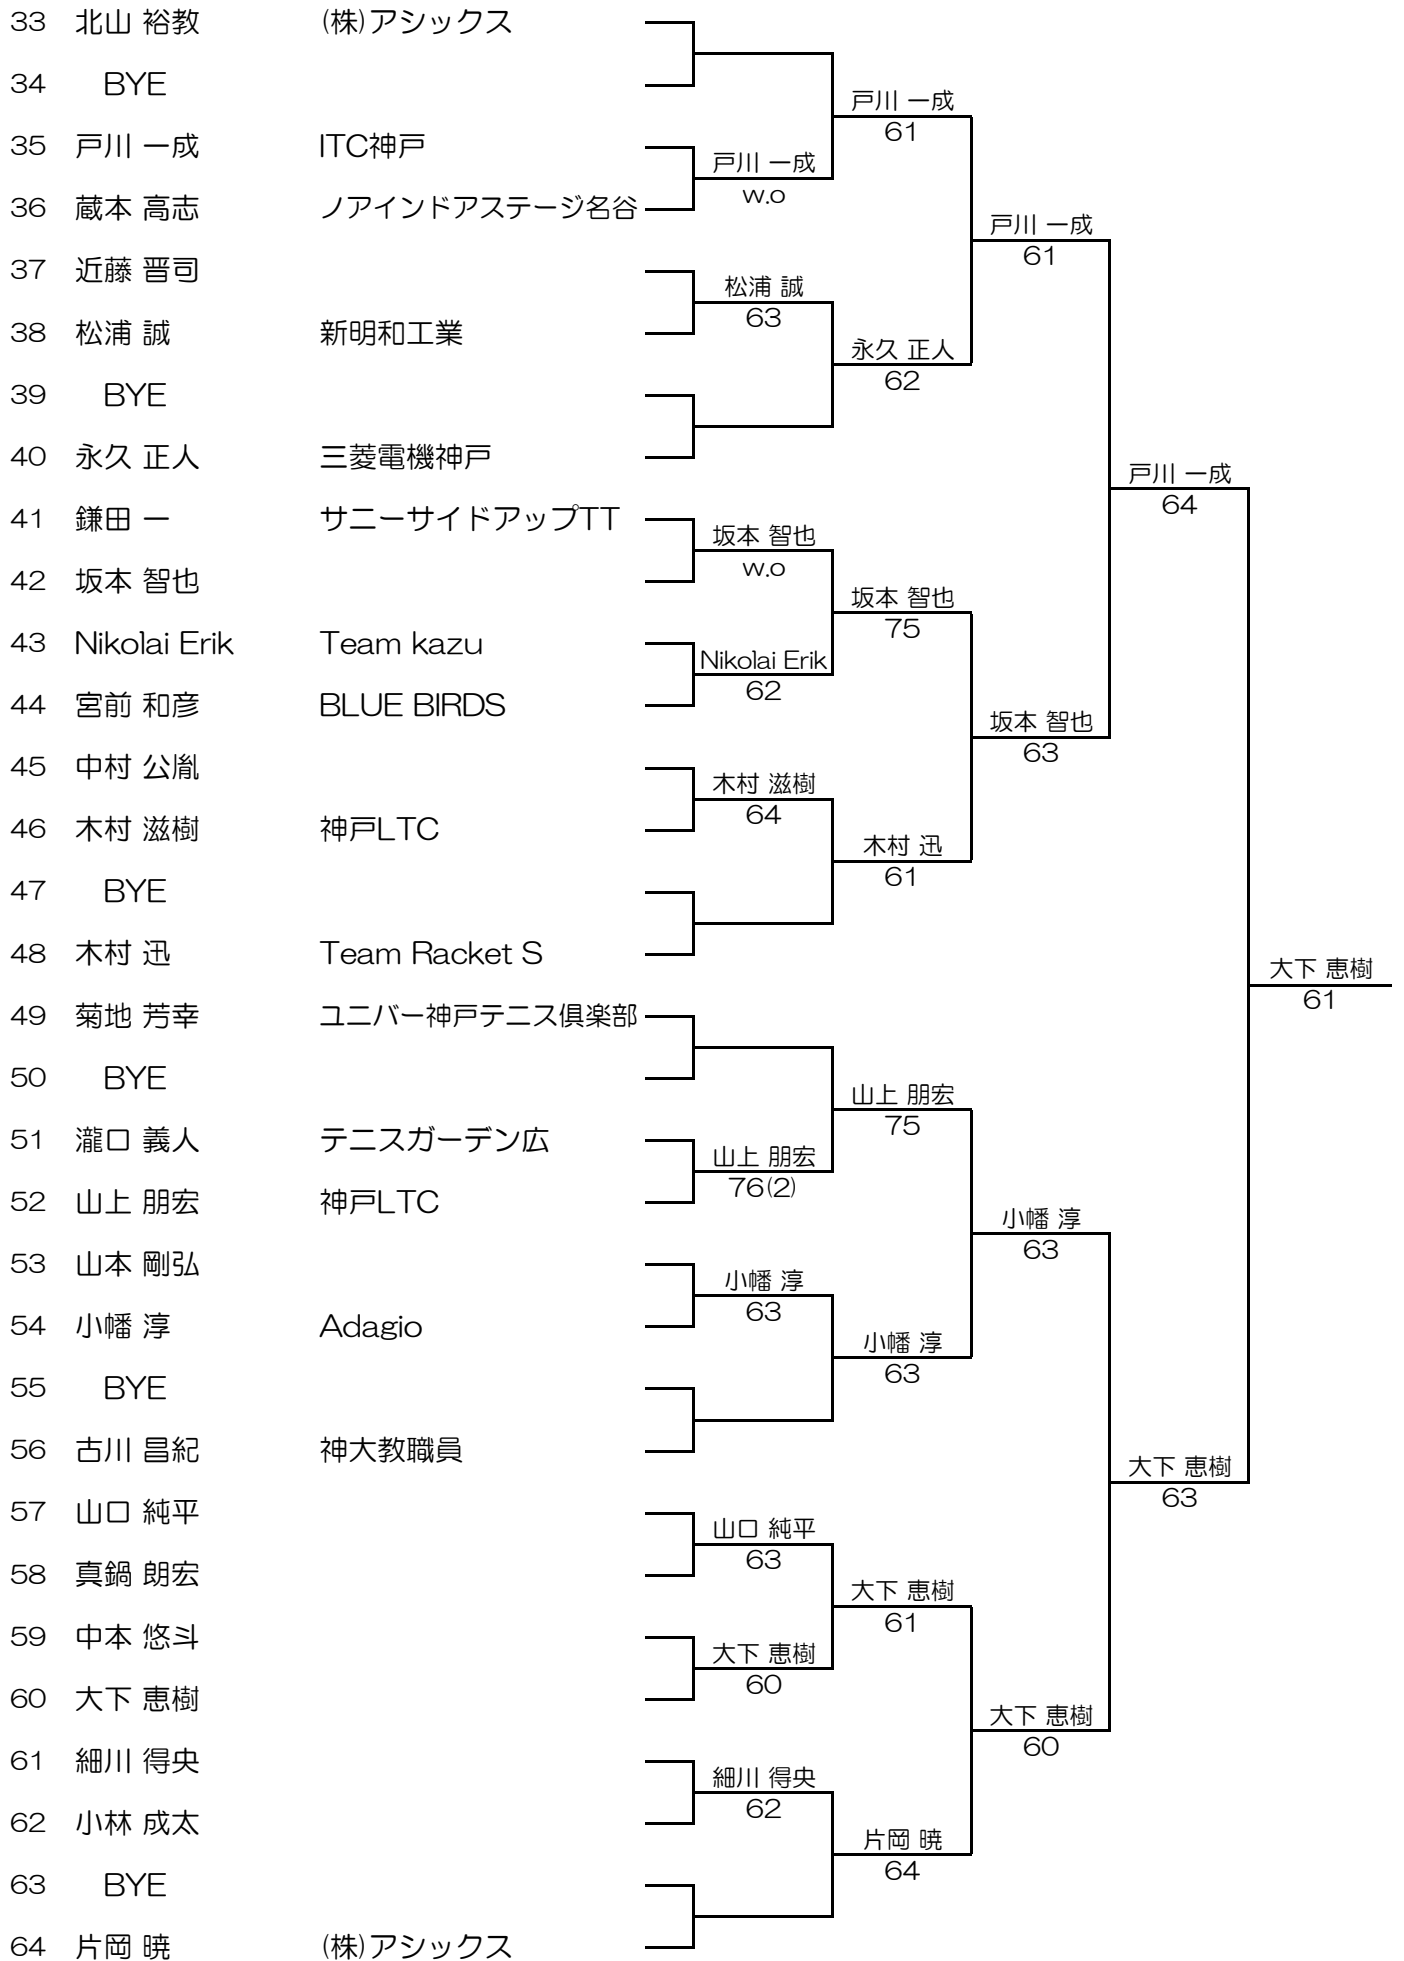 33 北山 裕教 (株)アシックス
34 BYE
戸川 一成
61
35 戸川 一成 ITC神戸
戸川 一成
w.o
36 蔵本 高志 ノアインドアステージ名谷
戸川 一成
61
37 近藤 晋司
松浦 誠
63
38 松浦 誠 新明和工業
永久 正人
62
39 BYE
40 永久 正人 三菱電機神戸
戸川 一成
64
41 鎌田 一 サニーサイドアップTT
坂本 智也
w.o
42 坂本 智也
坂本 智也
75
43 Nikolai Erik Team kazu
Nikolai Erik
62
44 宮前 和彦 BLUE BIRDS
坂本 智也
63
45 中村 公胤
木村 滋樹
64
46 木村 滋樹 神戸LTC
木村 迅
61
47 BYE
48 木村 迅 Team Racket S
大下 恵樹
61
49 菊地 芳幸 ユニバー神戸テニス倶楽部
50 BYE
山上 朋宏
75
51 瀧口 義人 テニスガーデン広
山上 朋宏
76(2)
52 山上 朋宏 神戸LTC
小幡 淳
63
53 山本 剛弘
小幡 淳
63
54 小幡 淳 Adagio
小幡 淳
63
55 BYE
56 古川 昌紀 神大教職員
大下 恵樹
63
57 山口 純平
山口 純平
63
58 真鍋 朗宏
大下 恵樹
61
59 中本 悠斗
大下 恵樹
60
60 大下 恵樹
大下 恵樹
60
61 細川 得央
細川 得央
62
62 小林 成太
片岡 暁
64
63 BYE
64 片岡 暁 (株)アシックス